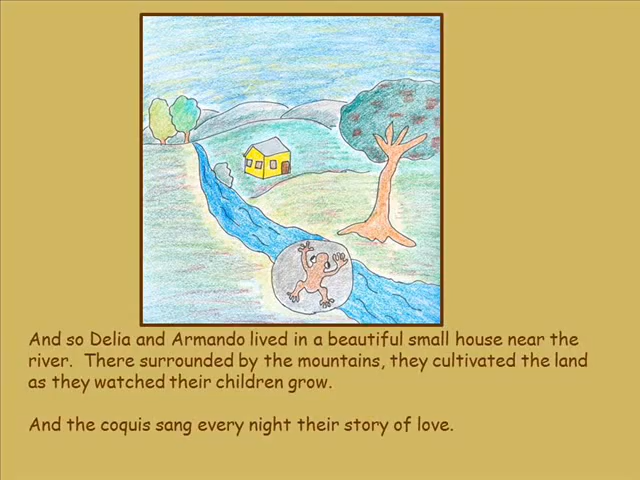 And so Delia and Armando lived in a beautiful small house near the
river.  There surrounded by the mountains, they cultivated the land
as they watched their children grow.
And the coquis sang every night their story of love.